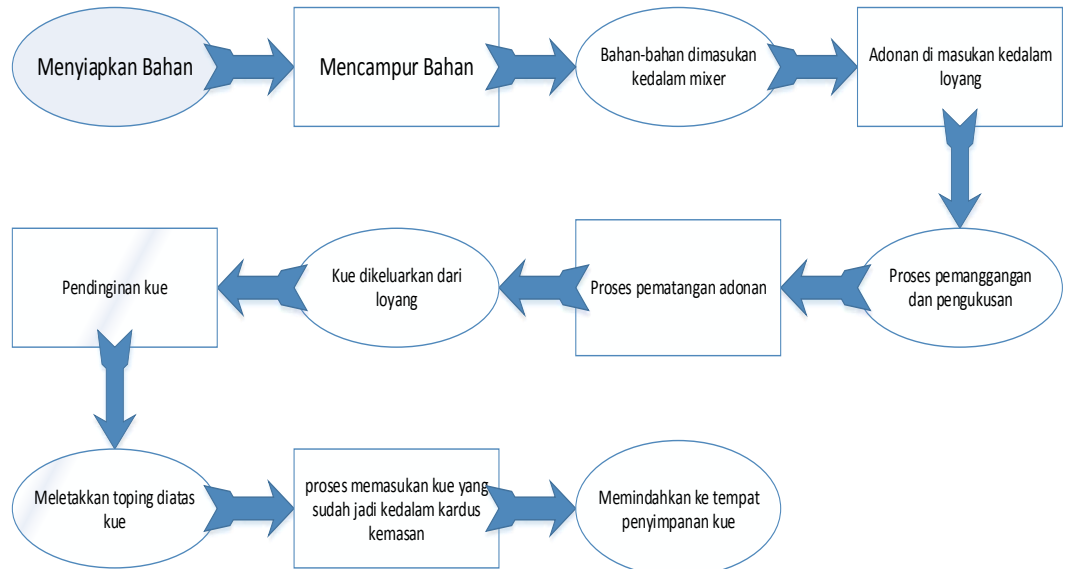 Menyiapkan Bahan
Mencampur Bahan
Bahan-bahan dimasukan
kedalam mixer
Adonan di masukan kedalam
loyang
Proses pemanggangan
dan pengukusan
Proses pematangan adonan
Kue dikeluarkan dari
loyang
Pendinginan kue
Meletakkan toping diatas
kue
proses memasukan kue yang
sudah jadi kedalam kardus
kemasan
Memindahkan ke tempat
penyimpanan kue